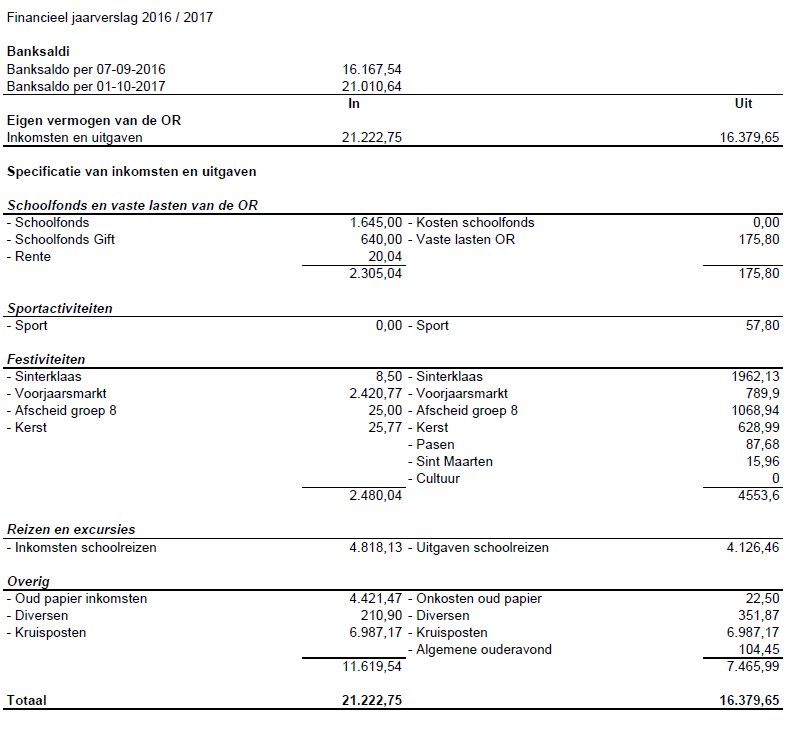 Financieel jaarverslag 2016 / 2017
Banksaldi
Banksaldo per 07-09-2016 16.167,54
Banksaldo per 01-10-2017 21.010,64
In Uit
Eigen vermogen van de OR
Inkomsten en uitgaven 21.222,75 16.379,65
Specificatie van inkomsten en uitgaven
Schoolfonds en vaste lasten van de OR
- Schoolfonds 1.645,00 - Kosten schoolfonds 0,00
- Schoolfonds Gift 640,00 - Vaste lasten OR 175,80
- Rente 20,04
2.305,04 175,80
Sportactiviteiten
- Sport 0,00 - Sport 57,80
Festiviteiten
- Sinterklaas 8,50 - Sinterklaas 1962,13
- Voorjaarsmarkt 2.420,77 - Voorjaarsmarkt 789,9
- Afscheid groep 8 25,00 - Afscheid groep 8 1068,94
- Kerst 25,77 - Kerst 628,99
- Pasen 87,68
- Sint Maarten 15,96
- Cultuur 0
2.480,04 4553,6
Reizen en excursies
- Inkomsten schoolreizen 4.818,13 - Uitgaven schoolreizen 4.126,46
Overig
- Oud papier inkomsten 4.421,47 - Onkosten oud papier 22,50
- Diversen 210,90 - Diversen 351,87
- Kruisposten 6.987,17 - Kruisposten 6.987,17
- Algemene ouderavond 104,45
11.619,54 7.465,99
Totaal 21.222,75 16.379,65